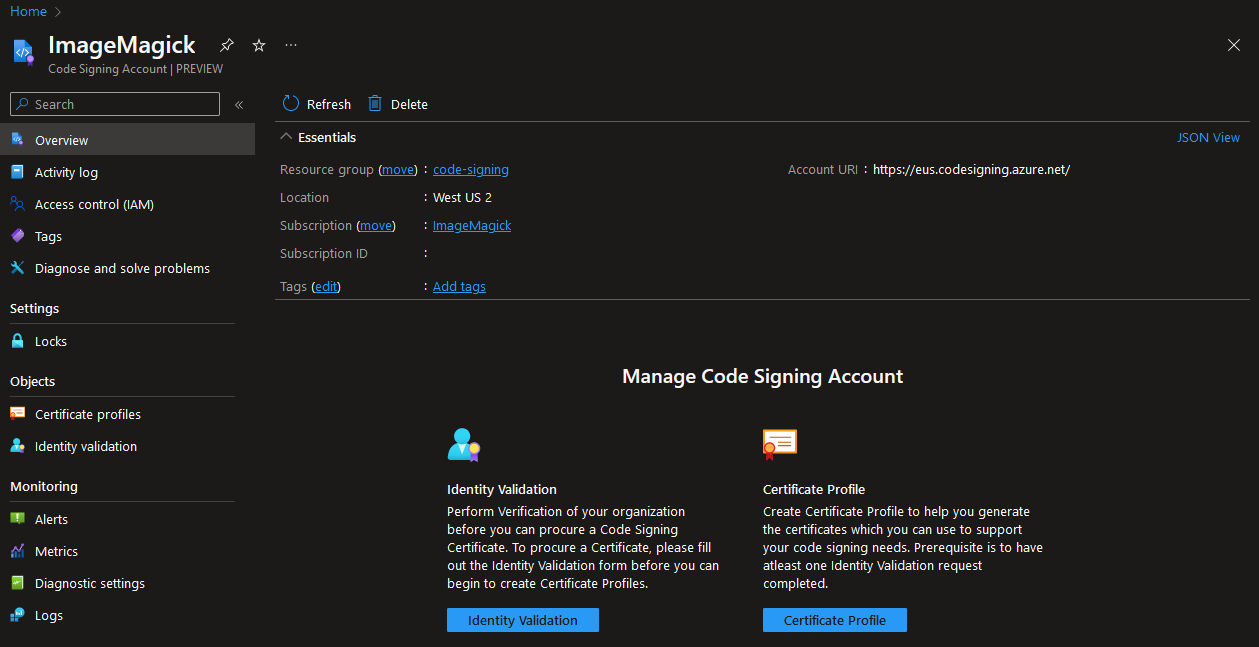 Home
ImageMagick
Code Signing Account | PREVIEW
Search
Overview
Activity log
Access control (IAM)
Tags
Diagnose and solve problems
Settings
Locks
Objects
Certificate profiles
Identity validation
Monitoring
Alerts
Metrics
Diagnostic settings
Logs
Refresh Delete
Essentials JSON View
Resource group (move) : code-signing
Location : West US 2
Subscription (move) : ImageMagick
Subscription ID :
Tags (edit) : Add tags
Account URI : https://eus.codesigning.azure.net/
Manage Code Signing Account
Identity Validation
Perform Verification of your organization
before you can procure a Code Signing
Certificate. To procure a Certificate, please fill
out the Identity Validation form before you can
begin to create Certificate Profiles.
Identity Validation
Certificate Profile
Create Certificate Profile to help you generate
the certificates which you can use to support
your code signing needs. Prerequisite is to have
atleast one Identity Validation request
completed.
Certificate Profile